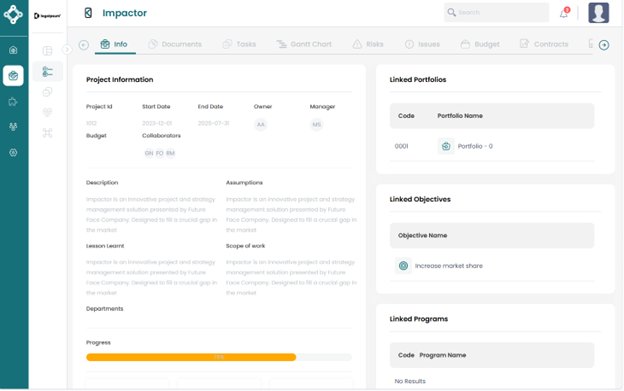 logoipsum
Impactor
Search
3
Info
Documents
Tasks
Gantt Chart
Risks
Issues
Budget
Contracts
Project Information
Project Id
Start Date
End Date
Owner
Manager
1012
2023-12-01
2025-07-31
AA
MS
Budget
Collaborators
GN FO RM
Description
Impactor is an innovative project and strategy
management solution presented by Future
Face Company. Designed to fill a crucial gap in
the market
Assumptions
Impactor is an innovative project and strategy
management solution presented by Future
Face Company. Designed to fill a crucial gap in
the market
Lesson Learnt
Impactor is an innovative project and strategy
management solution presented by Future
Face Company. Designed to fill a crucial gap in
the market
Scope of work
Impactor is an innovative project and strategy
management solution presented by Future
Face Company. Designed to fill a crucial gap in
the market
Departments
Progress
Linked Portfolios
Code Portfolio Name
0001 Portfolio - 0
Linked Objectives
Objective Name
Increase market share
Linked Programs
Code Program Name
No Results